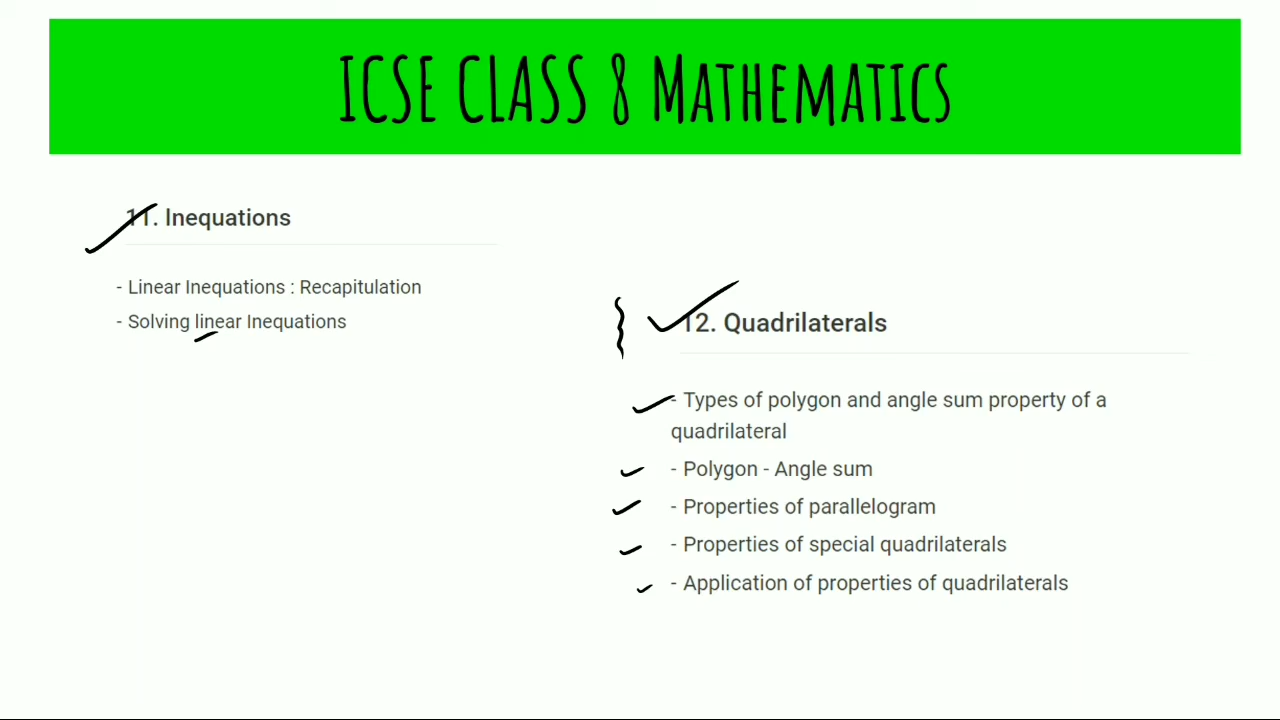 ICSE CLASS 8 MATHEMATICS
11. Inequations
- Linear Inequations : Recapitulation
- Solving linear Inequations
12. Quadrilaterals
- Types of polygon and angle sum property of a
quadrilateral
- Polygon - Angle sum
- Properties of parallelogram
- Properties of special quadrilaterals
- Application of properties of quadrilaterals